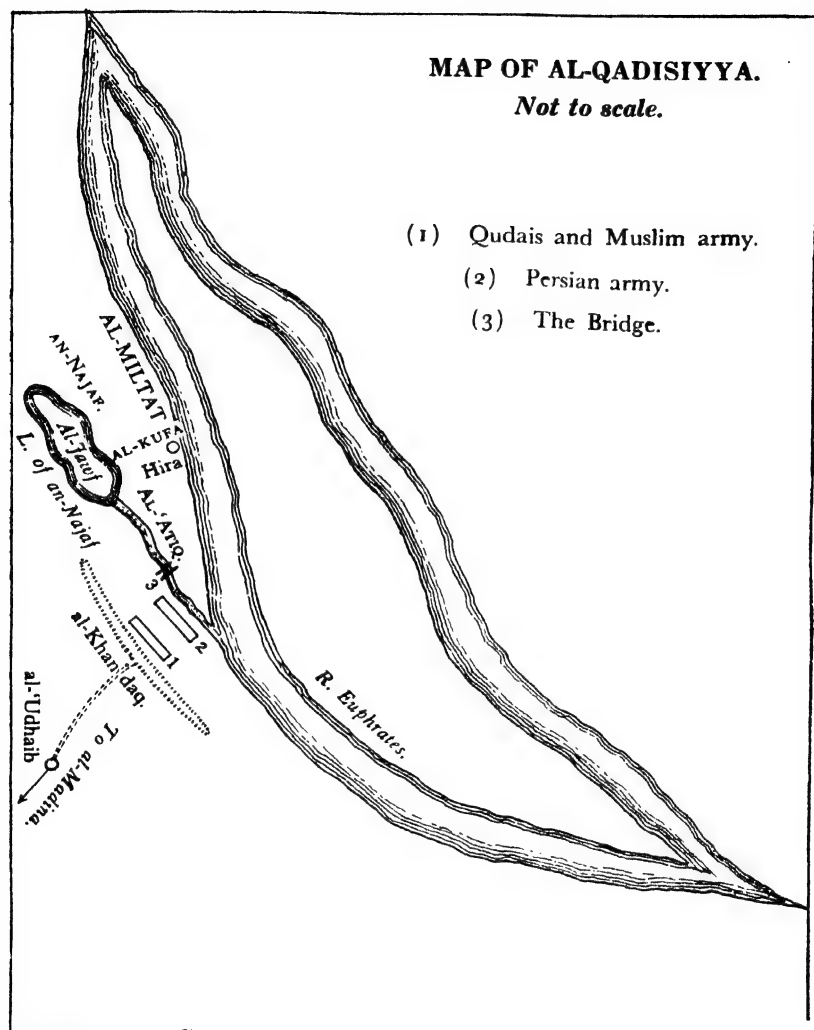 MAP OF AL-QADISIYYA.
Not to scale.
(1) Qudais and Muslim army.
(2) Persian army.
(3) The Bridge.
AN-NAJAF.
AL-MILTAT
Al-Jawf
L. of an-Najaf
AL-KUFA
Hira
AL-'ATIQ.
3
2
1
al-Khandaq.
R. Euphrates.
al-'Udhaib
To al-Madina.